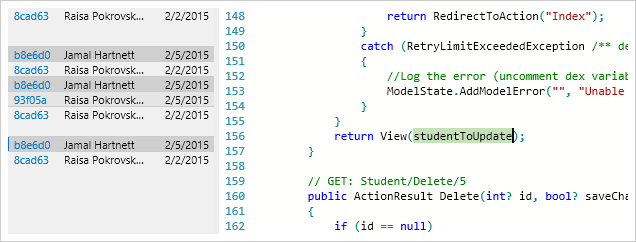 8cad63 Raisa Pokrovsk... 2/2/2015
b8e6d0 Jamal Hartnett 2/5/2015
8cad63 Raisa Pokrovsk... 2/2/2015
b8e6d0 Jamal Hartnett 2/5/2015
93f05a Raisa Pokrovsk... 2/5/2015
8cad63 Raisa Pokrovsk... 2/2/2015
b8e6d0 Jamal Hartnett 2/5/2015
8cad63 Raisa Pokrovsk... 2/2/2015
148 return RedirectToAction("Index");
149 }
150 catch (RetryLimitExceededException /** de
151 {
152 //Log the error (uncomment dex variab
153 ModelState.AddModelError("", "Unable
154 }
155 }
156 return View(studentToUpdate);
157 }
158
159 // GET: Student/Delete/5
160 public ActionResult Delete(int? id, bool? saveCha
161 {
162 if (id == null)